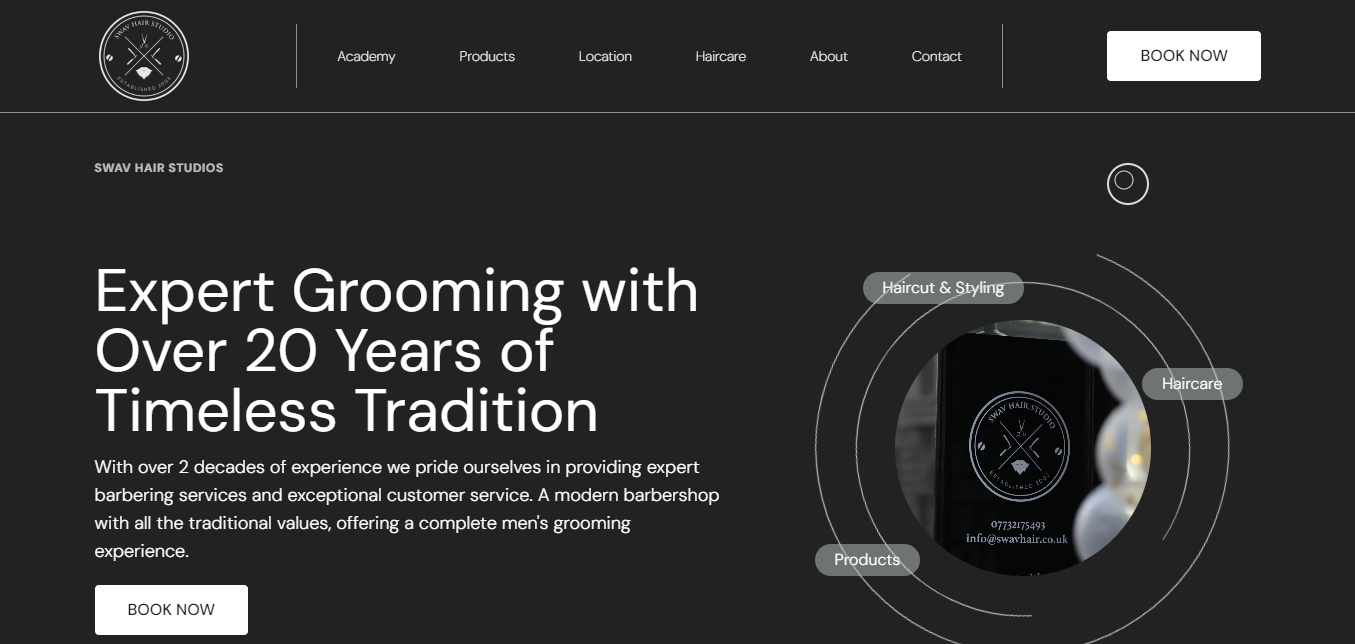 SWAV HAIR STUDIO
ESTABLISHED 2002
Academy
Products
Location
Haircare
About
Contact
BOOK NOW
SWAV HAIR STUDIOS
Expert Grooming with
Over 20 Years of
Timeless Tradition
With over 2 decades of experience we pride ourselves in providing expert
barbering services and exceptional customer service. A modern barbershop
with all the traditional values, offering a complete men's grooming
experience.
BOOK NOW
Haircut & Styling
Haircare
SWAV HAIR STUDIO
ESTABLISHED 2002
07732175493
info@swavhair.co.uk
Products